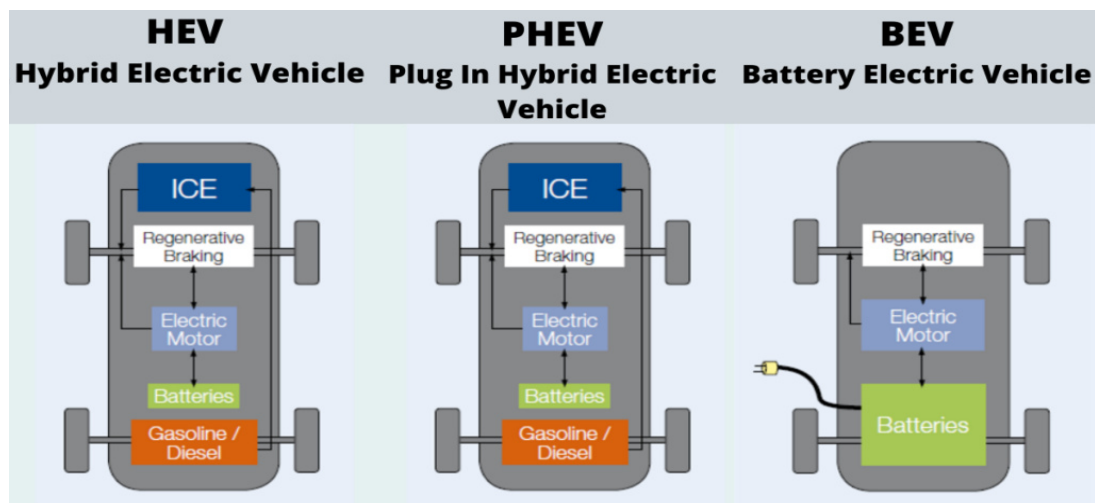 HEV
Hybrid Electric Vehicle
ICE
Regenerative
Braking
Electric
Motor
Batteries
Gasoline /
Diesel
PHEV
Plug In Hybrid Electric
Vehicle
ICE
Regenerative
Braking
Electric
Motor
Batteries
Gasoline /
Diesel
BEV
Battery Electric Vehicle
Regenerative
Braking
Electric
Motor
Batteries